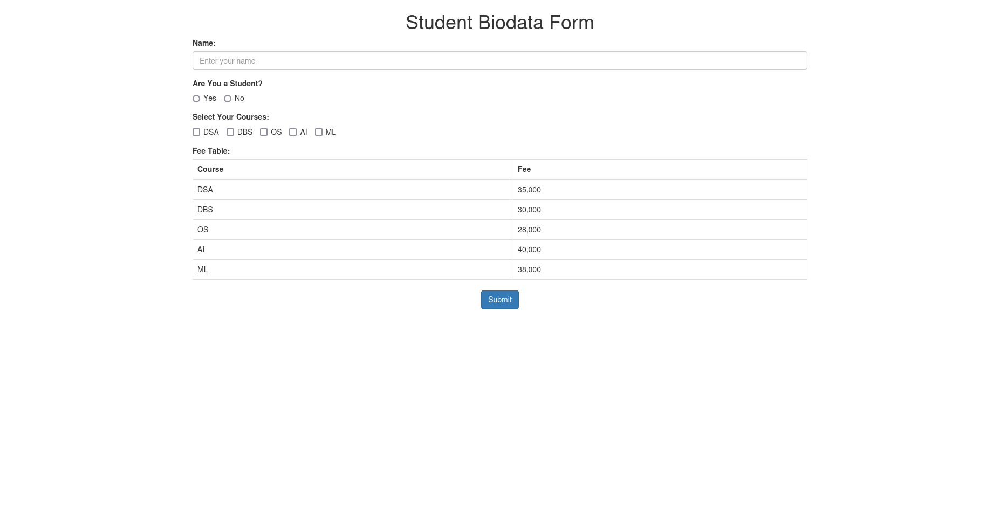 Student Biodata Form
Name:
Enter your name
Are You a Student?
Yes No
Select Your Courses:
DSA DBS OS AI ML
Fee Table:
Course Fee
DSA 35,000
DBS 30,000
OS 28,000
AI 40,000
ML 38,000
Submit